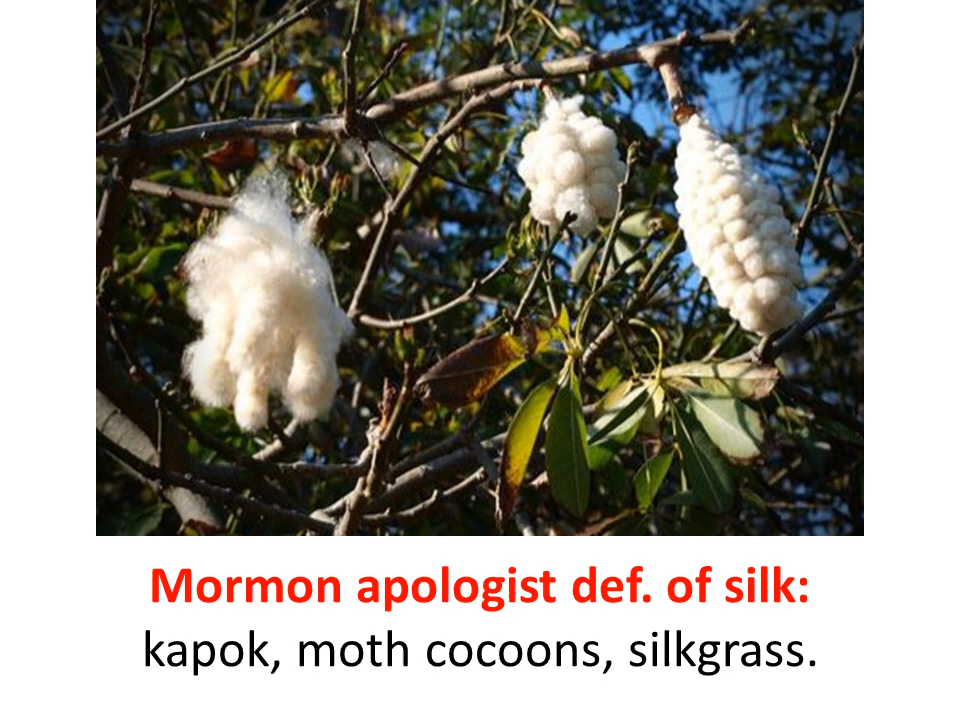 Mormon apologist def. of silk:
kapok, moth cocoons, silkgrass.